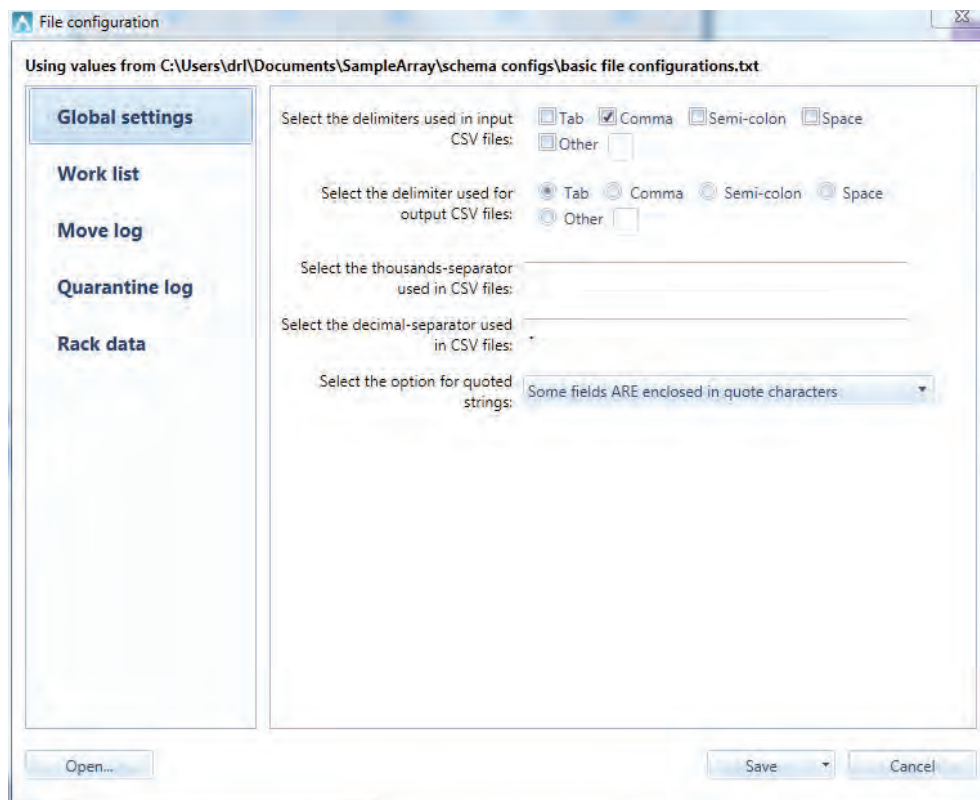 File configuration
Using values from C:\Users\drl\Documents\SampleArray\schema configs\basic file configurations.txt
Global settings
Work list
Move log
Quarantine log
Rack data
Select the delimiters used in input CSV files:
Tab Comma Semi-colon Space
Other
Select the delimiter used for output CSV files:
Tab Comma Semi-colon Space
Other
Select the thousands-separator used in CSV files:
Select the decimal-separator used in CSV files:
.
Select the option for quoted strings:
Some fields ARE enclosed in quote characters
Open...
Save
Cancel